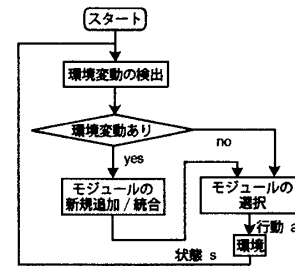 スタート
環境変動の検出
環境変動あり
no
yes
モジュールの
新規追加 / 統合
モジュールの
選択
行動 a
環境
状態 s